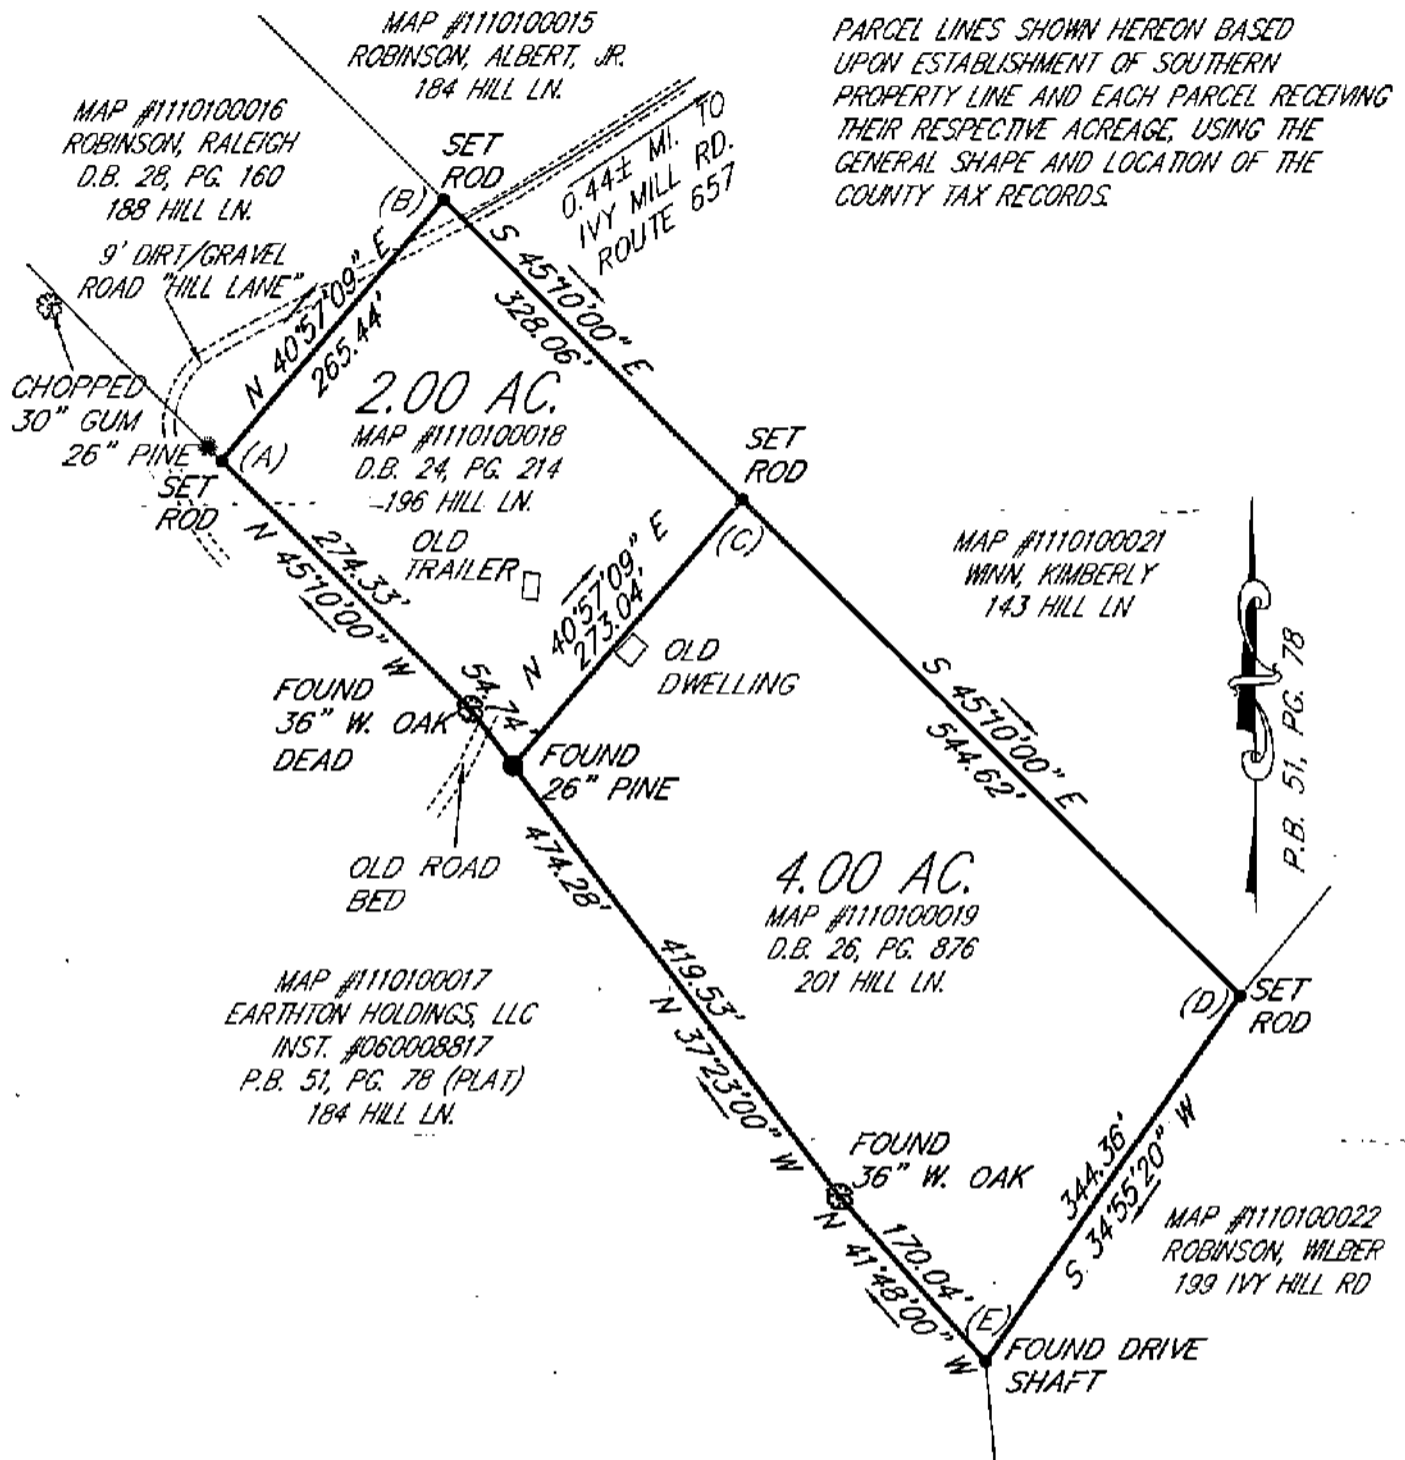 MAP #1110100015
ROBINSON, ALBERT, JR.
184 HILL LN.
PARCEL LINES SHOWN HEREON BASED
UPON ESTABLISHMENT OF SOUTHERN
PROPERTY LINE AND EACH PARCEL RECEIVING
THEIR RESPECTIVE ACREAGE, USING THE
GENERAL SHAPE AND LOCATION OF THE
COUNTY TAX RECORDS.
MAP #1110100016
ROBINSON, RALEIGH
D.B. 28, PG. 160
188 HILL LN.
SET
ROD
(B)
0.44± MI. TO
IVY MILL RD.
ROUTE 657
9' DIRT/GRAVEL
ROAD "HILL LANE"
N 40°57'09" E
265.44'
S 45°10'00" E
328.06'
CHOPPED
30" GUM
26" PINE
(A)
SET
ROD
2.00 AC.
MAP #1110100018
D.B. 24, PG. 214
196 HILL LN.
SET
ROD
(C)
OLD
TRAILER
274.33'
N 45°10'00" W
N 40°57'09" E
273.04'
MAP #1110100021
WINN, KIMBERLY
143 HILL LN
P.B. 51, PG. 78
OLD
DWELLING
54.74'
FOUND
36" W. OAK
DEAD
FOUND
26" PINE
S 45°10'00" E
544.62'
OLD ROAD
BED
474.28'
4.00 AC.
MAP #1110100019
D.B. 26, PG. 876
201 HILL LN.
MAP #1110100017
EARTHTON HOLDINGS, LLC
INST. #060008817
P.B. 51, PG. 78 (PLAT)
184 HILL LN.
419.53'
N 37°23'00" W
(D)
SET
ROD
FOUND
36" W. OAK
344.36'
S 34°55'20" W
MAP #1110100022
ROBINSON, WILBER
199 IVY HILL RD
170.04'
N 41°48'00" W
(E)
FOUND DRIVE
SHAFT